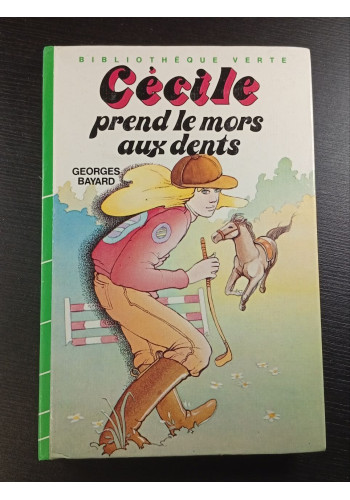 BIBLIOTHÈQUE VERTE
Cécile
prend le mors
aux dents
GEORGES
BAYARD